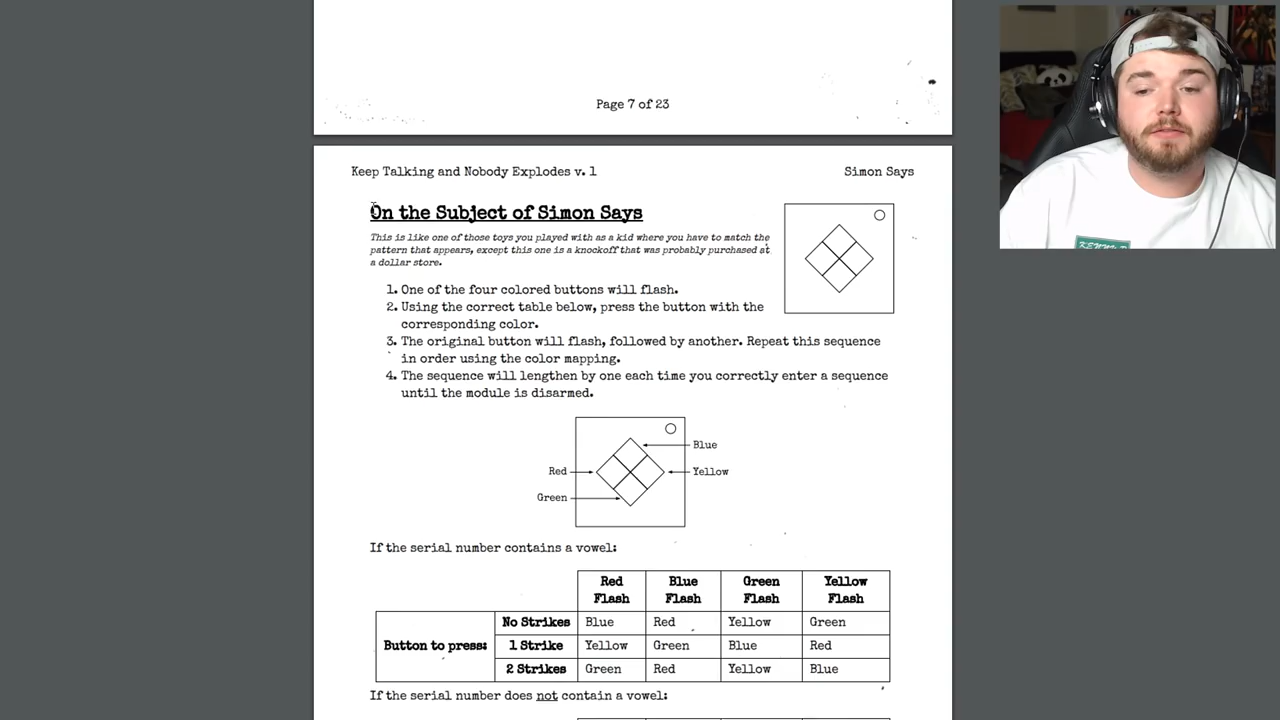 Page 7 of 23
Keep Talking and Nobody Explodes v. 1
Simon Says
On the Subject of Simon Says
This is like one of those toys you played with as a kid where you have to match the
pattern that appears, except this one is a knockoff that was probably purchased at
a dollar store.
1. One of the four colored buttons will flash.
2. Using the correct table below, press the button with the
corresponding color.
3. The original button will flash, followed by another. Repeat this sequence
in order using the color mapping.
4. The sequence will lengthen by one each time you correctly enter a sequence
until the module is disarmed.
Blue
Red
Yellow
Green
If the serial number contains a vowel:
Red Flash Blue Flash Green Flash Yellow Flash
Button to press:
No Strikes Blue Red Yellow Green
1 Strike Yellow Green Blue Red
2 Strikes Green Red Yellow Blue
If the serial number does not contain a vowel: